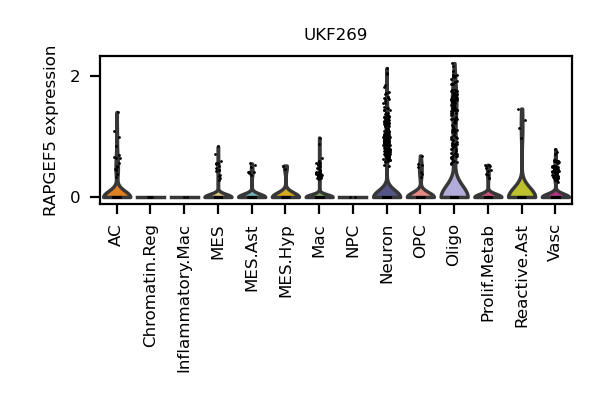 UKF269
RAPGEF5 expression
2
0
AC
Chromatin.Reg
Inflammatory.Mac
MES
MES.Ast
MES.Hyp
Mac
NPC
Neuron
OPC
Oligo
Prolif.Metab
Reactive.Ast
Vasc